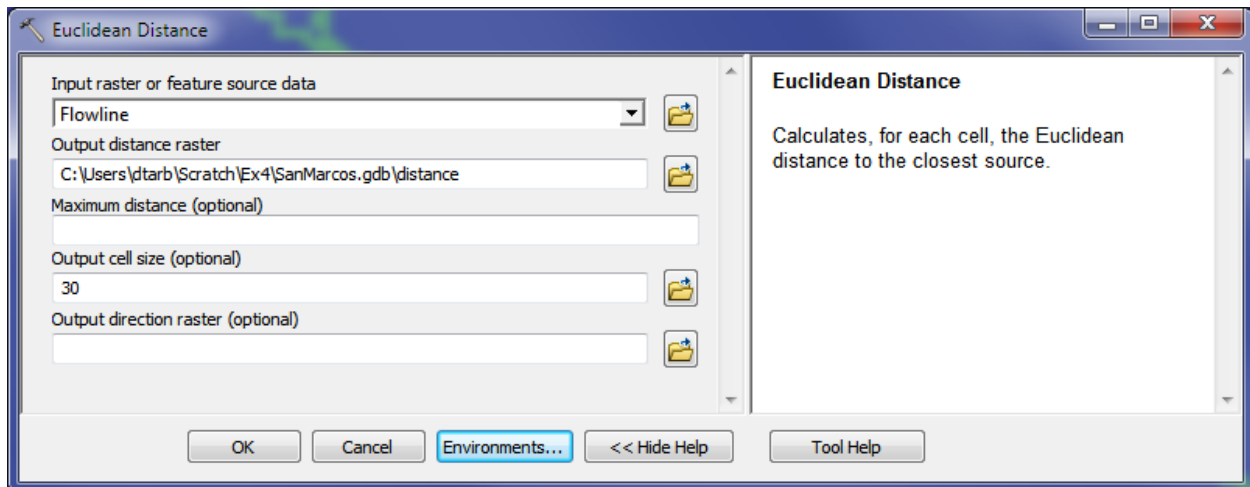 Euclidean Distance
Input raster or feature source data
Flowline
Output distance raster
C:\Users\dtarb\Scratch\Ex4\SanMarcos.gdb\distance
Maximum distance (optional)
Output cell size (optional)
30
Output direction raster (optional)
Euclidean Distance
Calculates, for each cell, the Euclidean
distance to the closest source.
OK
Cancel
Environments...
<< Hide Help
Tool Help